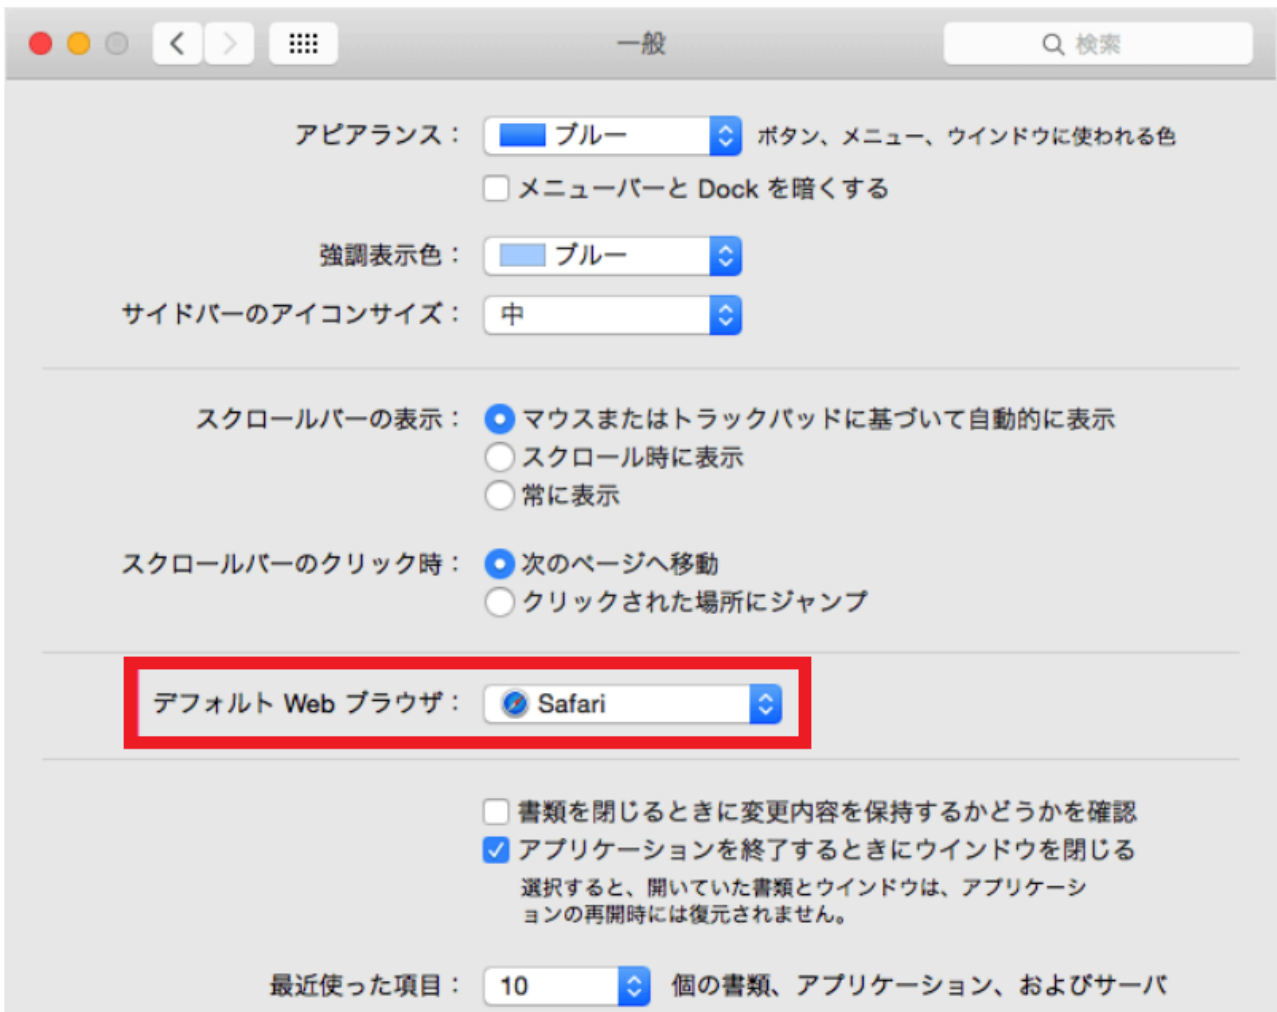 一般
検索
アピアランス：
ブルー
ボタン、メニュー、ウインドウに使われる色
メニューバーと Dock を暗くする
強調表示色：
ブルー
サイドバーのアイコンサイズ：
中
スクロールバーの表示：
マウスまたはトラックパッドに基づいて自動的に表示
スクロール時に表示
常に表示
スクロールバーのクリック時：
次のページへ移動
クリックされた場所にジャンプ
デフォルト Web ブラウザ：
Safari
書類を閉じるときに変更内容を保持するかどうかを確認
アプリケーションを終了するときにウインドウを閉じる
選択すると、開いていた書類とウインドウは、アプリケーシ
ョンの再開時には復元されません。
最近使った項目：
10
個の書類、アプリケーション、およびサーバ